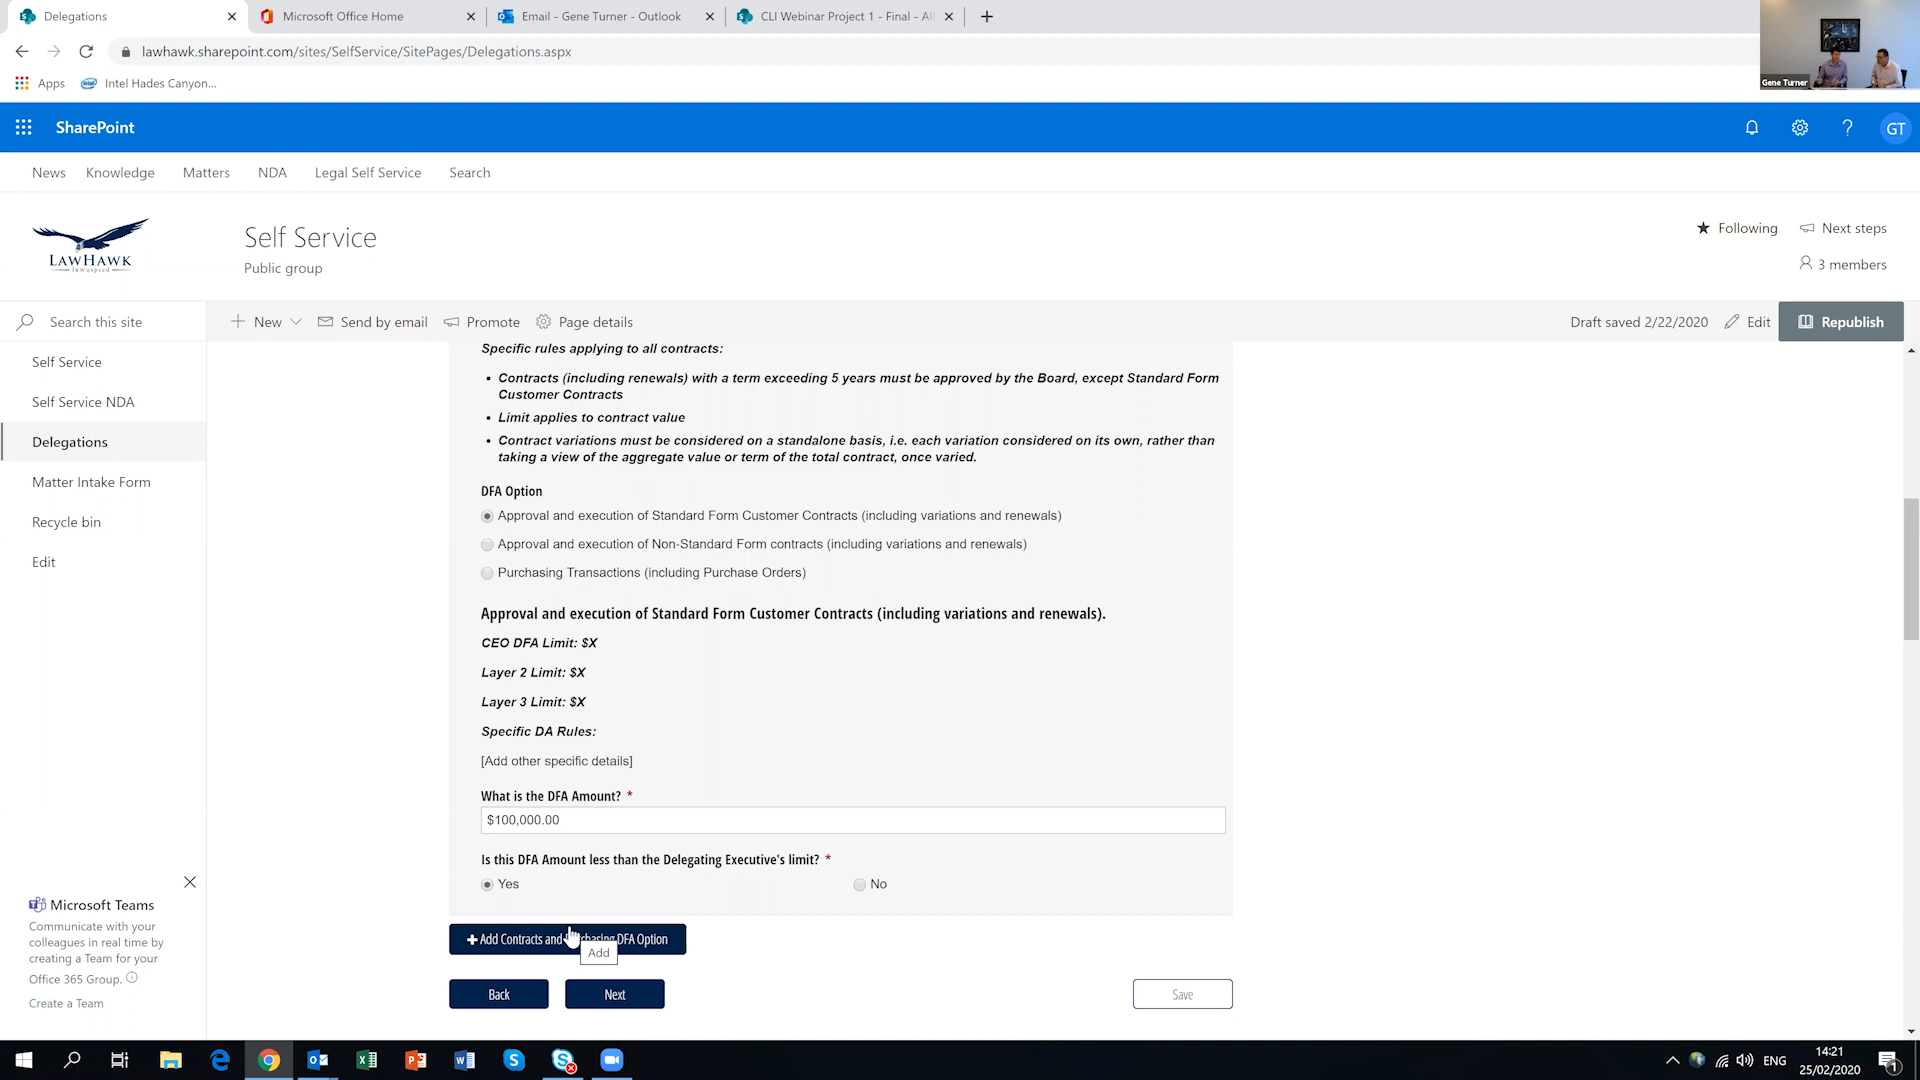 Delegations
Microsoft Office Home
Email - Gene Turner - Outlook
CLI Webinar Project 1 - Final - All
lawhawk.sharepoint.com/sites/SelfService/SitePages/Delegations.aspx
Apps
Intel Hades Canyon...
Gene Turner
SharePoint
GT
News
Knowledge
Matters
NDA
Legal Self Service
Search
LAWHAWK
Self Service
Public group
Following
Next steps
3 members
Search this site
New
Send by email
Promote
Page details
Draft saved 2/22/2020
Edit
Republish
Self Service
Self Service NDA
Delegations
Matter Intake Form
Recycle bin
Edit
Specific rules applying to all contracts:
• Contracts (including renewals) with a term exceeding 5 years must be approved by the Board, except Standard Form
Customer Contracts
• Limit applies to contract value
• Contract variations must be considered on a standalone basis, i.e. each variation considered on its own, rather than
taking a view of the aggregate value or term of the total contract, once varied.
DFA Option
Approval and execution of Standard Form Customer Contracts (including variations and renewals)
Approval and execution of Non-Standard Form contracts (including variations and renewals)
Purchasing Transactions (including Purchase Orders)
Approval and execution of Standard Form Customer Contracts (including variations and renewals).
CEO DFA Limit: $X
Layer 2 Limit: $X
Layer 3 Limit: $X
Specific DA Rules:
[Add other specific details]
What is the DFA Amount? *
$100,000.00
Is this DFA Amount less than the Delegating Executive's limit? *
Yes
No
+ Add Contracts and Purchasing DFA Option
Add
Back
Next
Save
Microsoft Teams
Communicate with your
colleagues in real time by
creating a Team for your
Office 365 Group.
Create a Team
ENG
14:21
25/02/2020
1